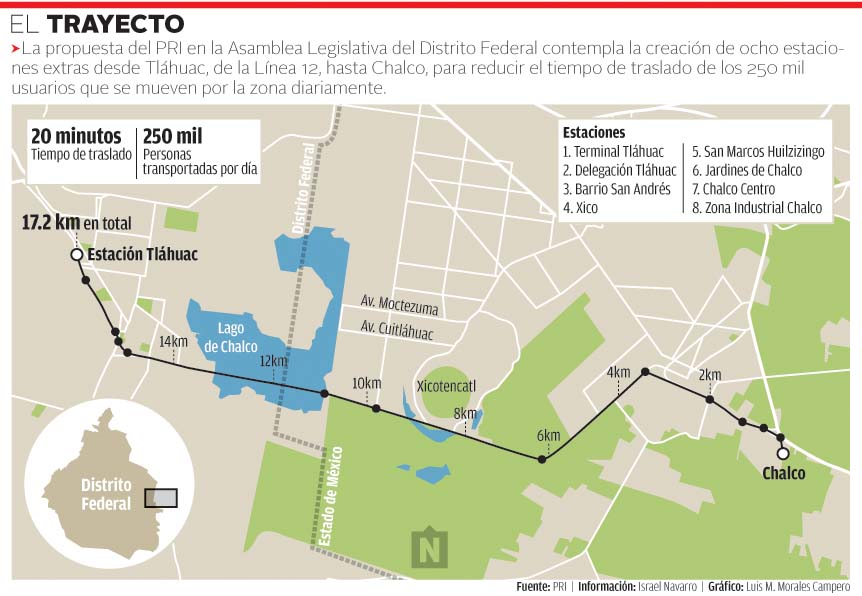 EL TRAYECTO
La propuesta del PRI en la Asamblea Legislativa del Distrito Federal contempla la creación de ocho estacio-
nes extras desde Tláhuac, de la Línea 12, hasta Chalco, para reducir el tiempo de traslado de los 250 mil
usuarios que se mueven por la zona diariamente.
20 minutos
Tiempo de traslado
250 mil
Personas
transportadas por día
Estaciones
1. Terminal Tláhuac
2. Delegación Tláhuac
3. Barrio San Andrés
4. Xico
5. San Marcos Huilzizingo
6. Jardines de Chalco
7. Chalco Centro
8. Zona Industrial Chalco
17.2 km en total
Estación Tláhuac
Distrito Federal
Av. Moctezuma
Av. Cuitláhuac
Lago
de Chalco
14km
12km
10km
Xicotencatl
8km
6km
4km
2km
Chalco
Estado de México
Distrito
Federal
N
Fuente: PRI | Información: Israel Navarro | Gráfico: Luis M. Morales Campero